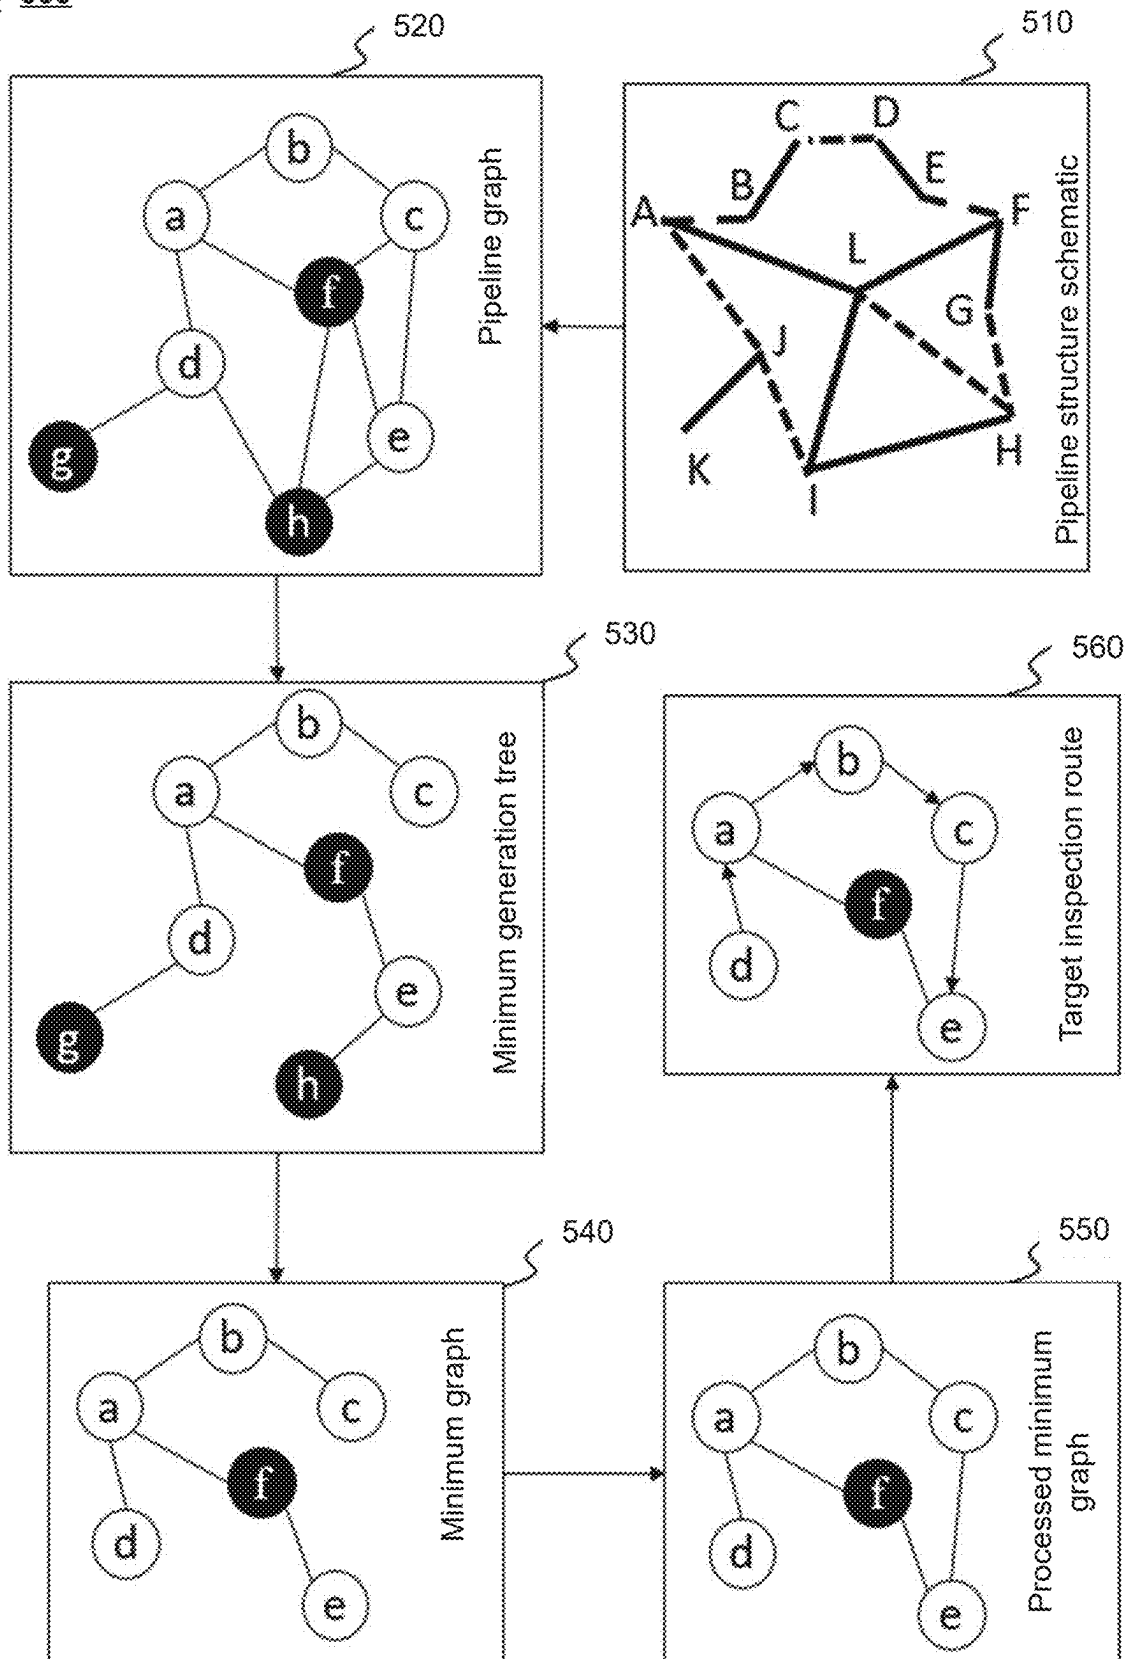 520
510
b
a
c
f
d
e
g
h
Pipeline graph
C
D
B
E
A
F
L
G
J
H
K
I
Pipeline structure schematic
530
560
b
a
c
f
d
e
g
h
Minimum generation tree
b
a
c
f
d
e
Target inspection route
540
550
b
a
c
f
d
e
Minimum graph
b
a
c
f
d
e
Processed minimum
graph